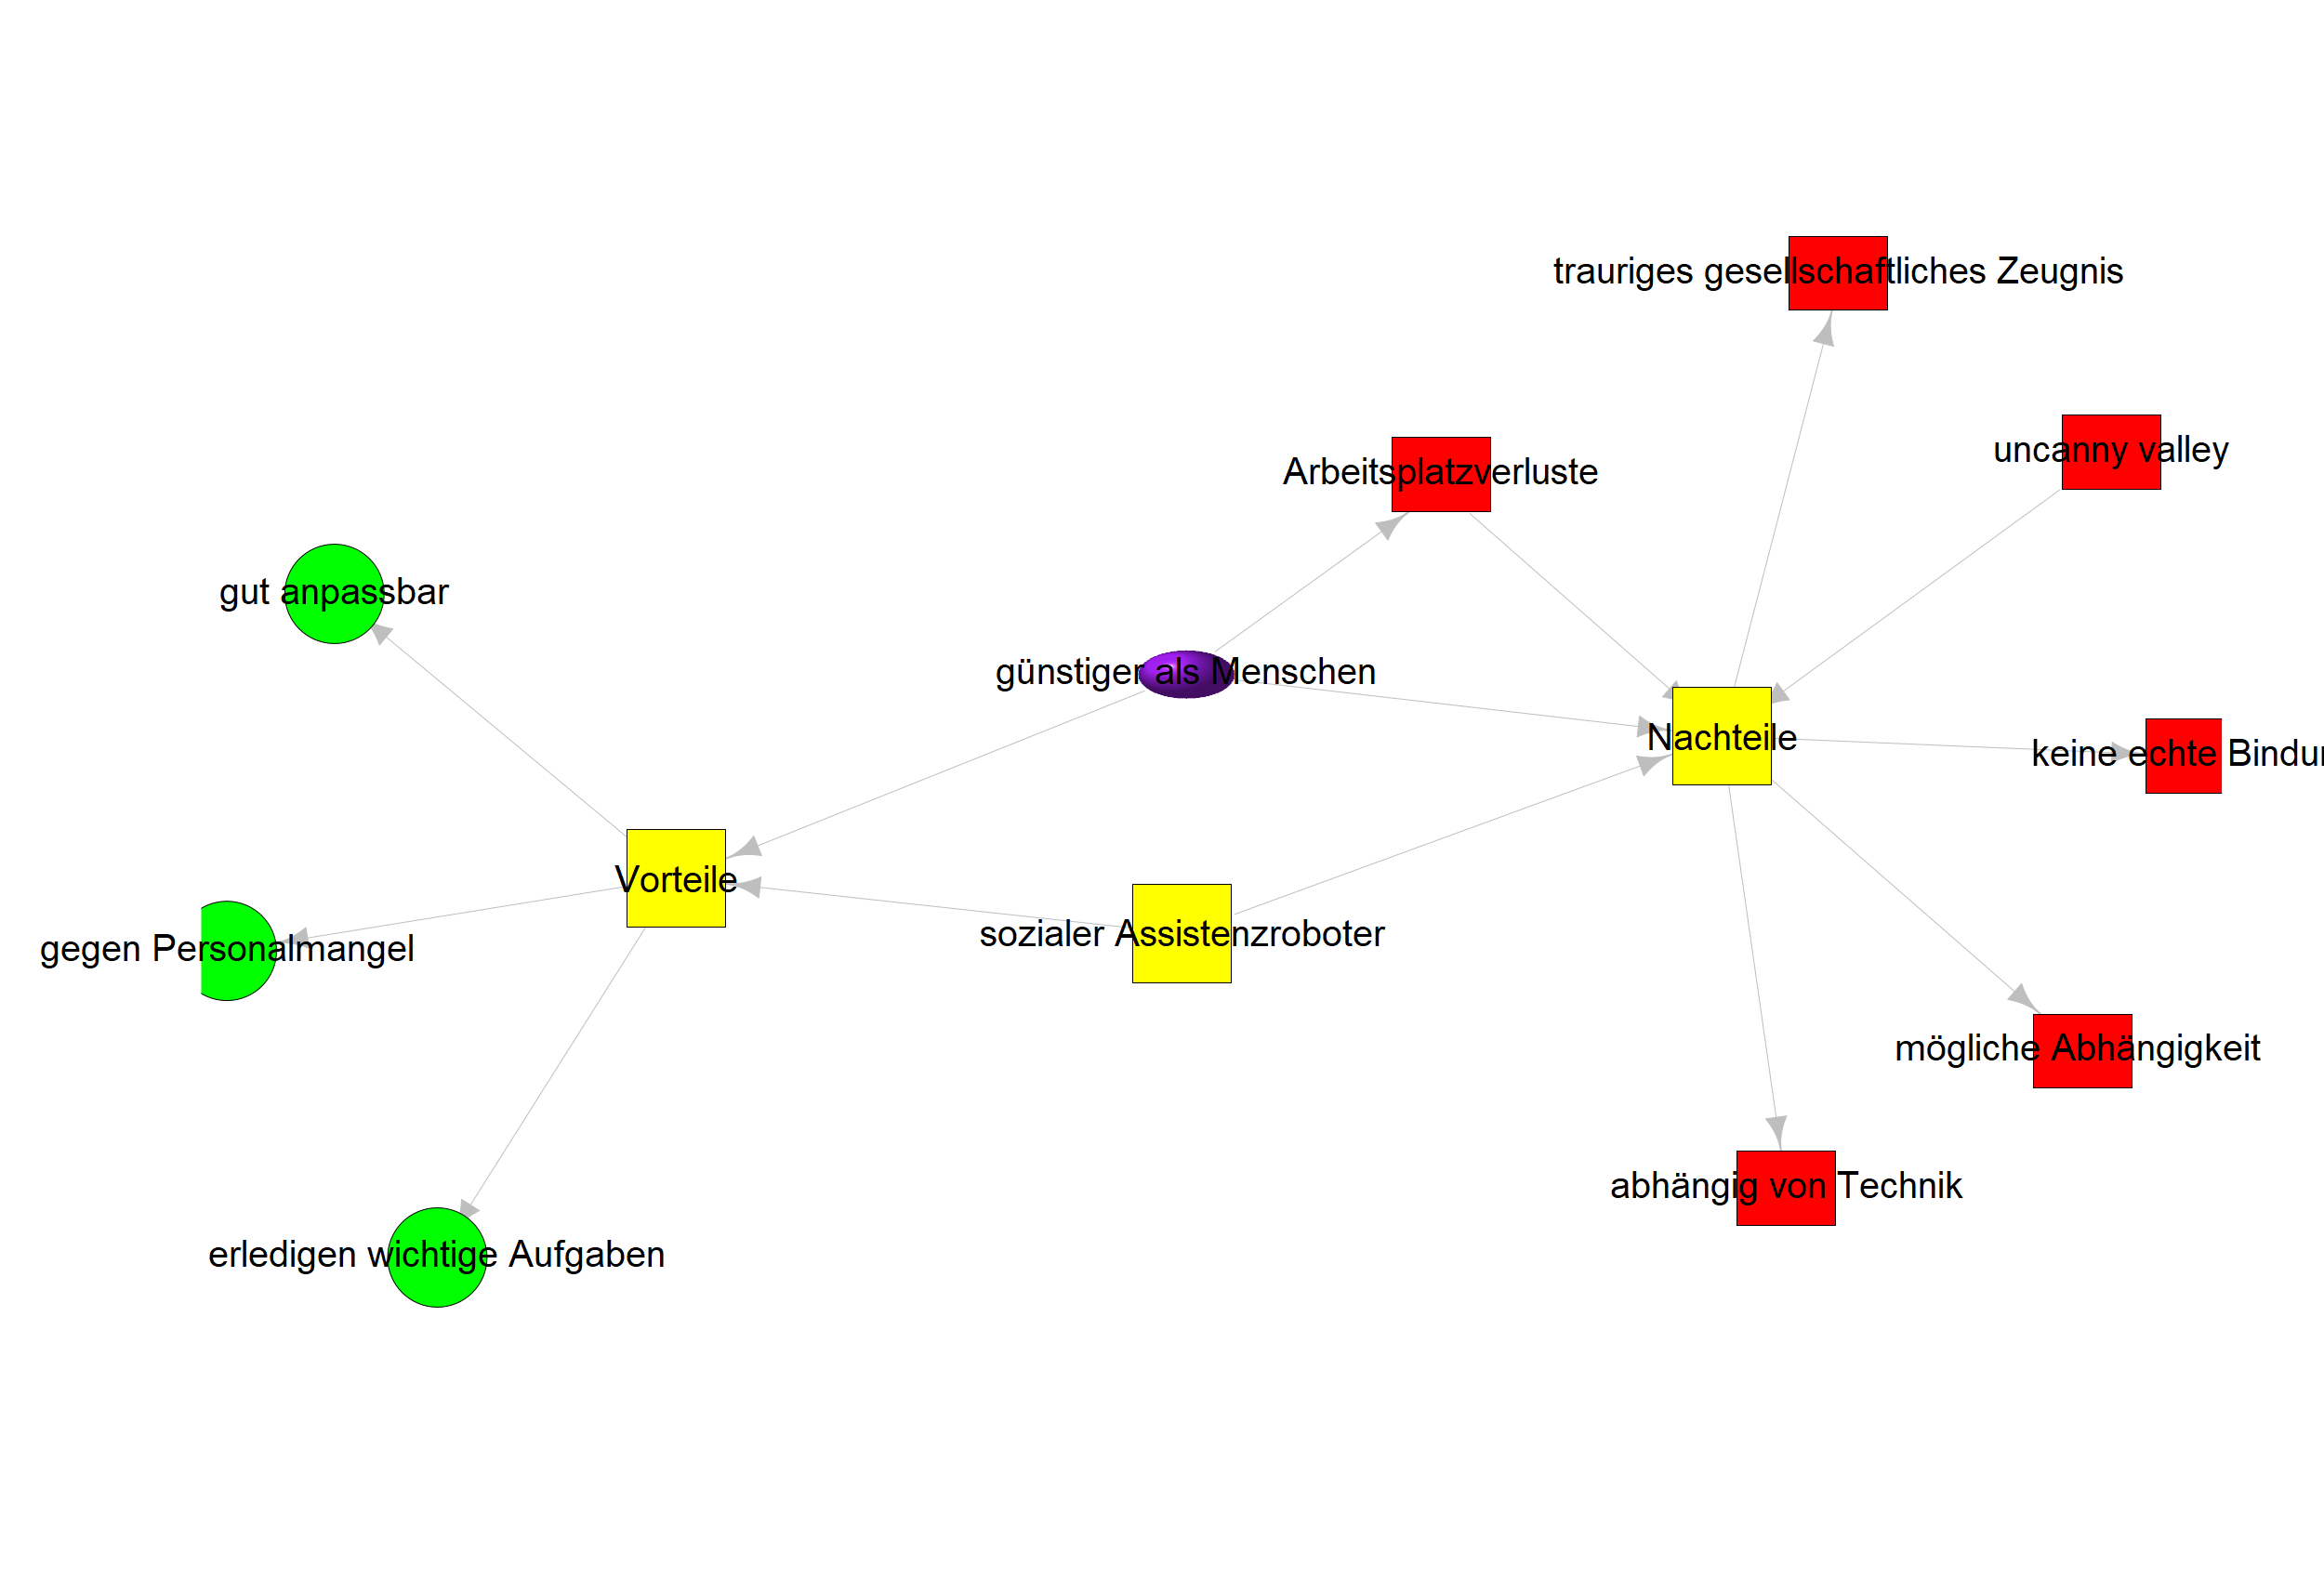 trauriges gesellschaftliches Zeugnis
uncanny valley
Arbeitsplatzverluste
gut anpassbar
günstiger als Menschen
Nachteile
keine echte Bindu
Vorteile
sozialer Assistenzroboter
gegen Personalmangel
mögliche Abhängigkeit
abhängig von Technik
erledigen wichtige Aufgaben